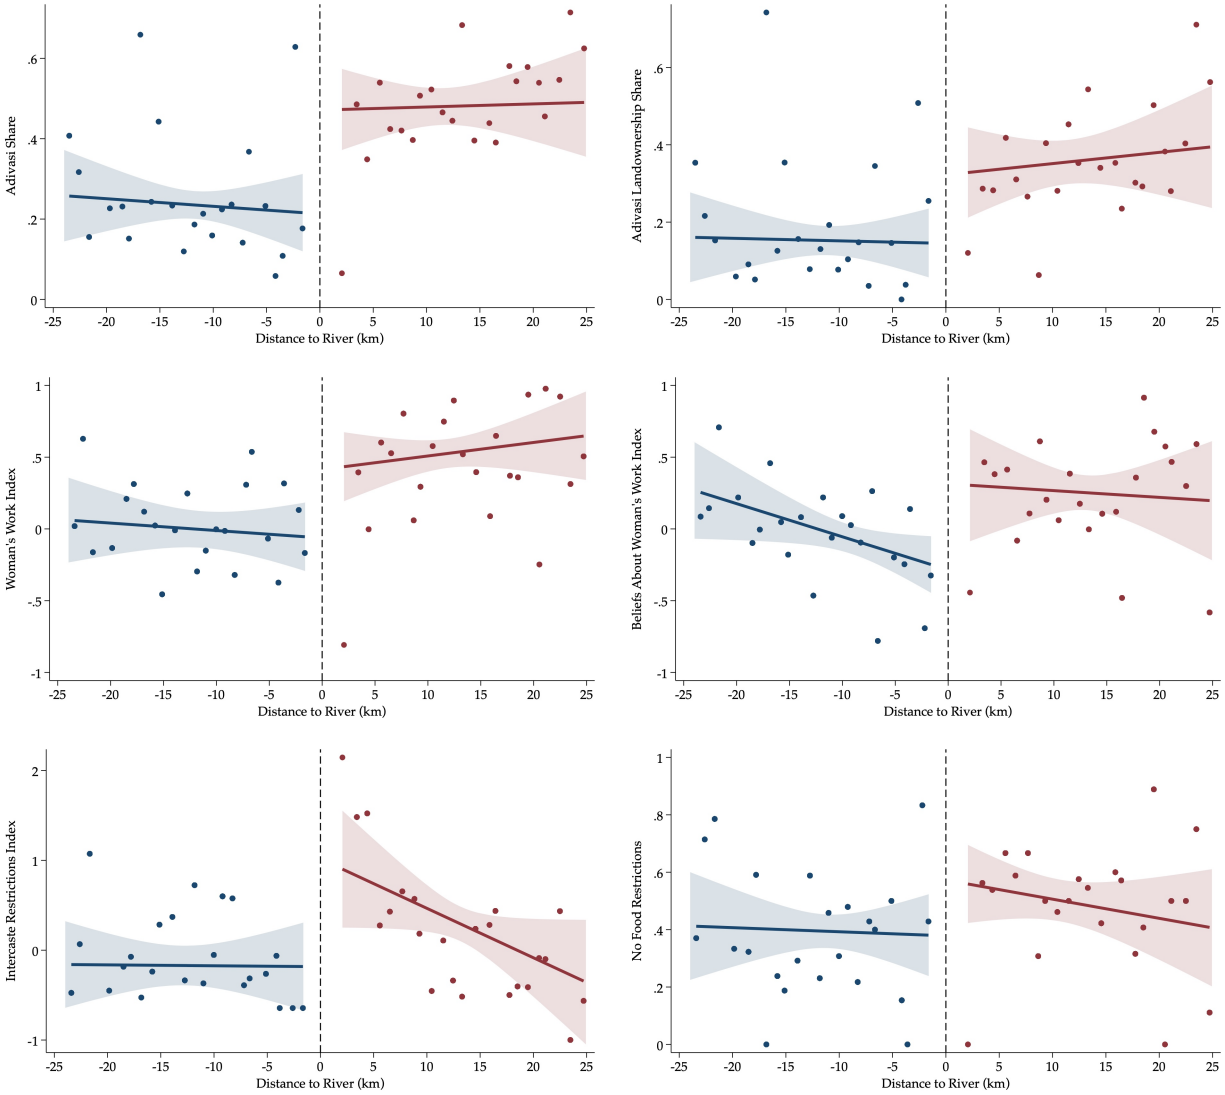 Adivasi Share
.6
.4
.2
0
-25 -20 -15 -10 -5 0 5 10 15 20 25
Distance to River (km)
Adivasi Landownership Share
.6
.4
.2
0
-25 -20 -15 -10 -5 0 5 10 15 20 25
Distance to River (km)
Woman's Work Index
1
.5
0
-.5
-1
-25 -20 -15 -10 -5 0 5 10 15 20 25
Distance to River (km)
Beliefs About Woman's Work Index
1
.5
0
-.5
-1
-25 -20 -15 -10 -5 0 5 10 15 20 25
Distance to River (km)
Intercaste Restrictions Index
2
1
0
-1
-25 -20 -15 -10 -5 0 5 10 15 20 25
Distance to River (km)
No Food Restrictions
1
.8
.6
.4
.2
0
-25 -20 -15 -10 -5 0 5 10 15 20 25
Distance to River (km)